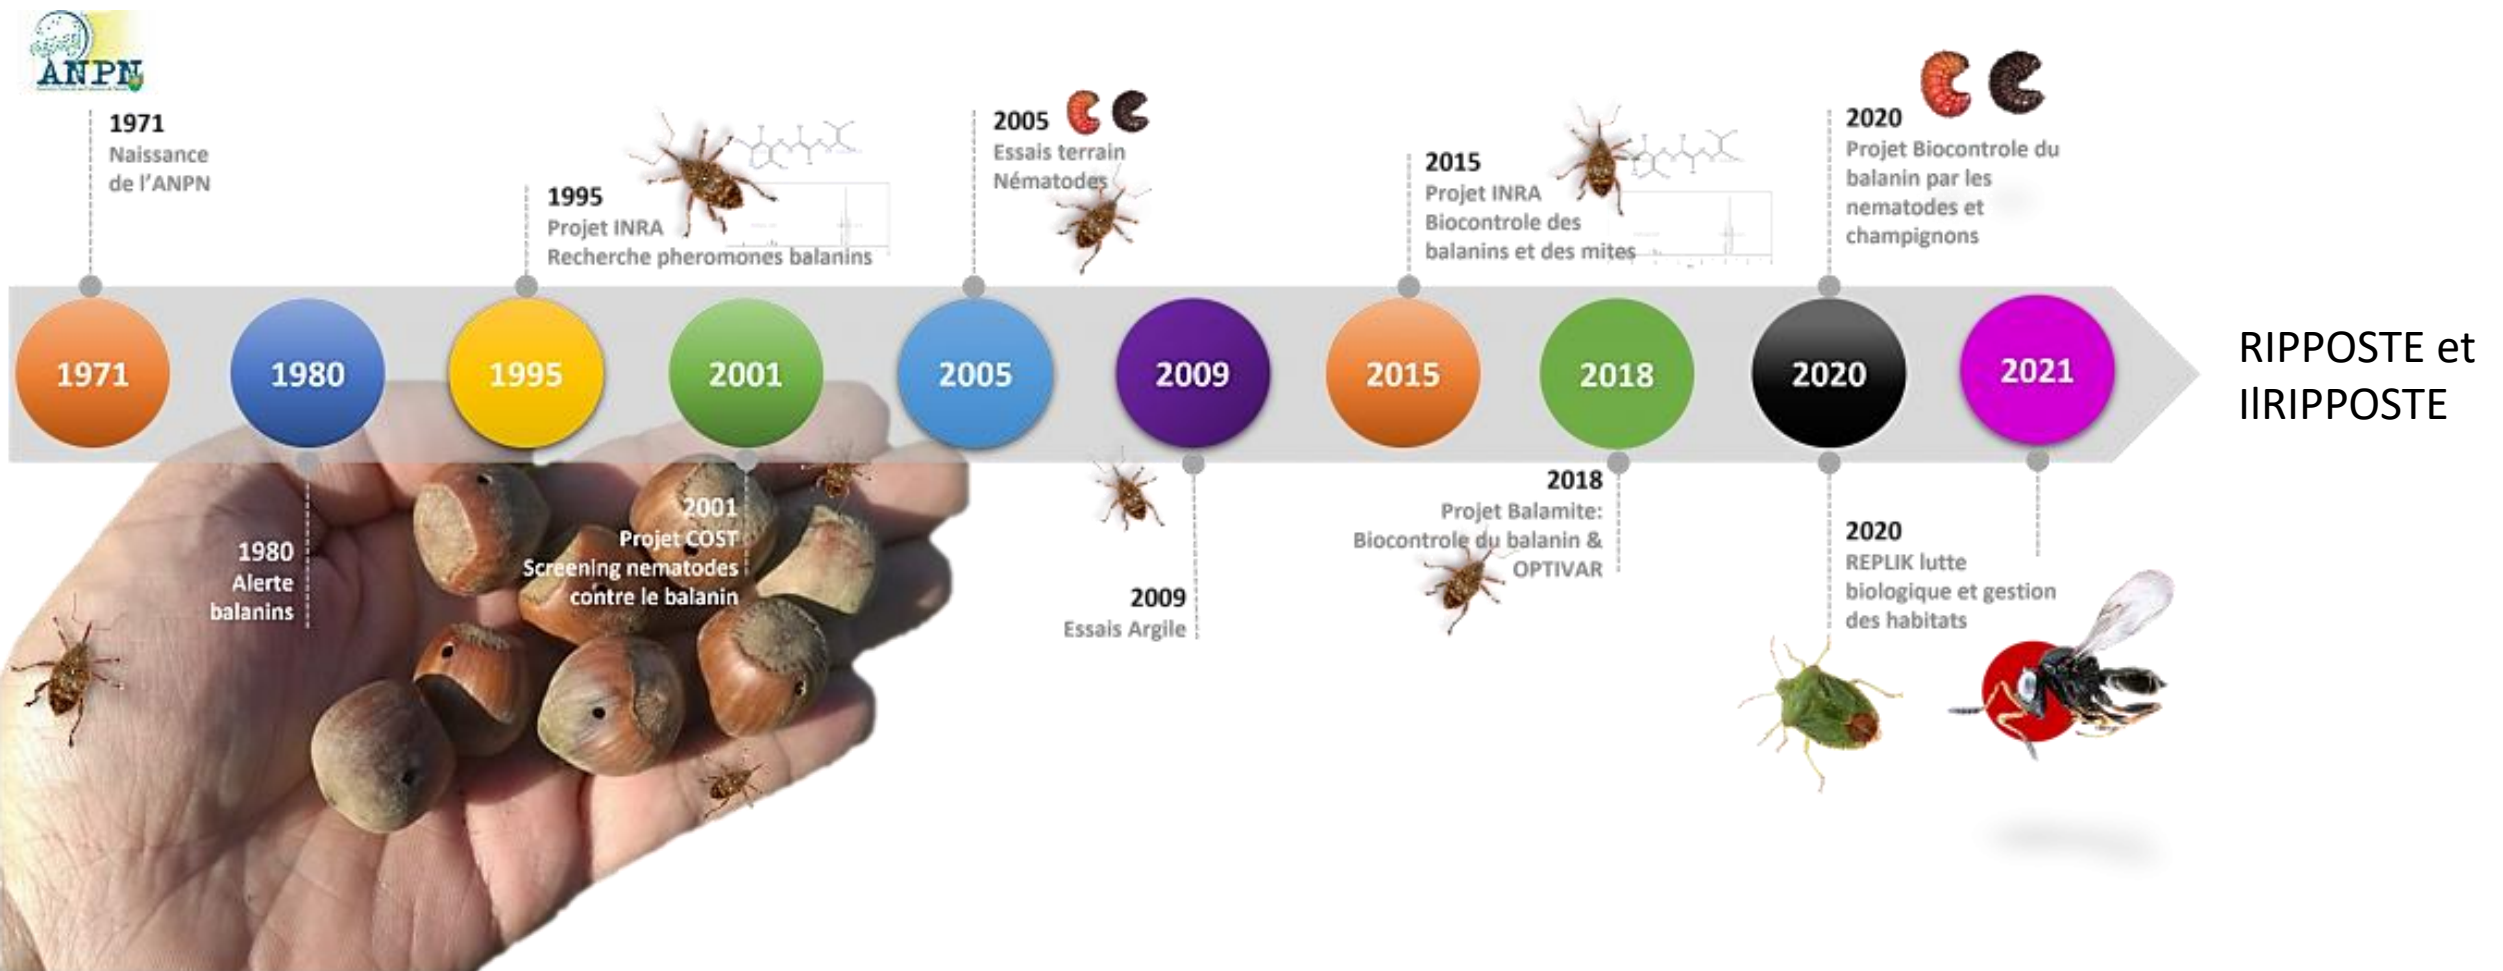 ANPN
1971
Naissance
de l'ANPN
1995
Projet INRA
Recherche pheromones balanins
2005
Essais terrain
Nématodes
2015
Projet INRA
Biocontrole des
balanins et des mites
2020
Projet Biocontrole du
balanin par les
nematodes et
champignons
1971
1980
1995
2001
2005
2009
2015
2018
2020
2021
RIPPOSTE et
IlRIPPOSTE
1980
Alerte
balanins
2001
Projet COST
Screening nematodes
contre le balanin
2009
Essais Argile
2018
Projet Balamite:
Biocontrole du balanin &
OPTIVAR
2020
REPLIK lutte
biologique et gestion
des habitats